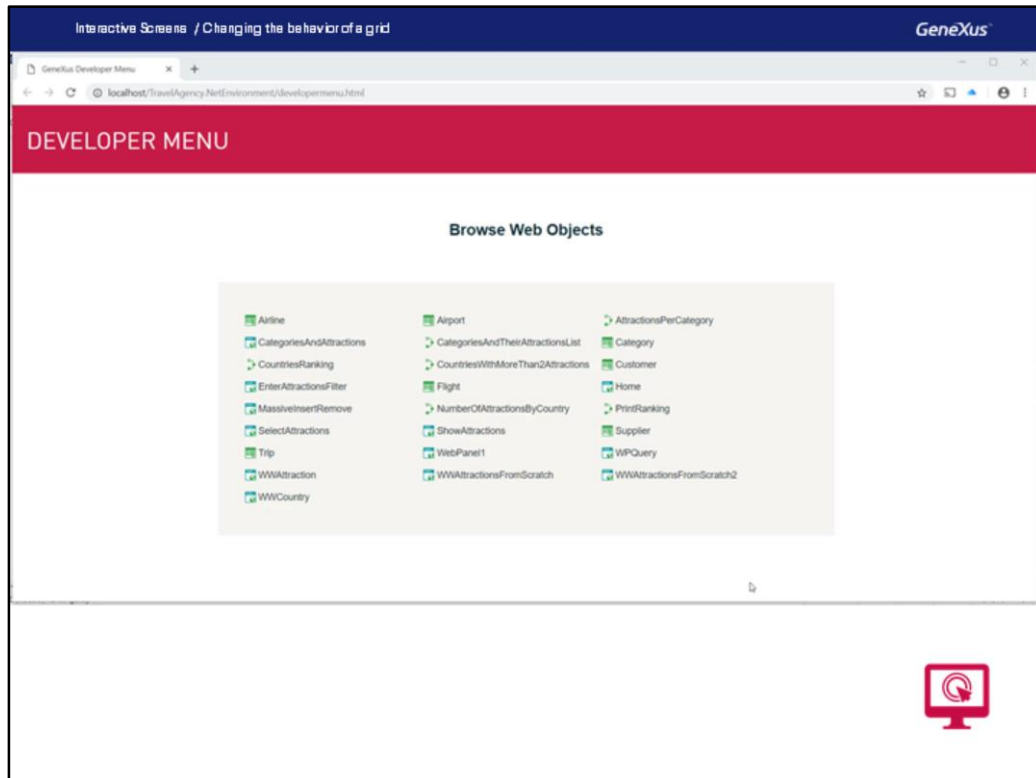 Interactive Screens / Changing the behavior of a grid
GeneXus
GeneXus Developer Menu
localhost/TravelAgency.NetEnvironment/developermenu.html
DEVELOPER MENU
Browse Web Objects
Airline Airport AttractionsPerCategory
CategoriesAndAttractions CategoriesAndTheirAttractionsList Category
CountriesRanking CountriesWithMoreThan2Attractions Customer
EnterAttractionsFilter Flight Home
MassiveInsertRemove NumberOfAttractionsByCountry PrintRanking
SelectAttractions ShowAttractions Supplier
Trip WebPanel1 WPQuery
WWAttraction WWAttractionsFromScratch WWAttractionsFromScratch2
WWCountry